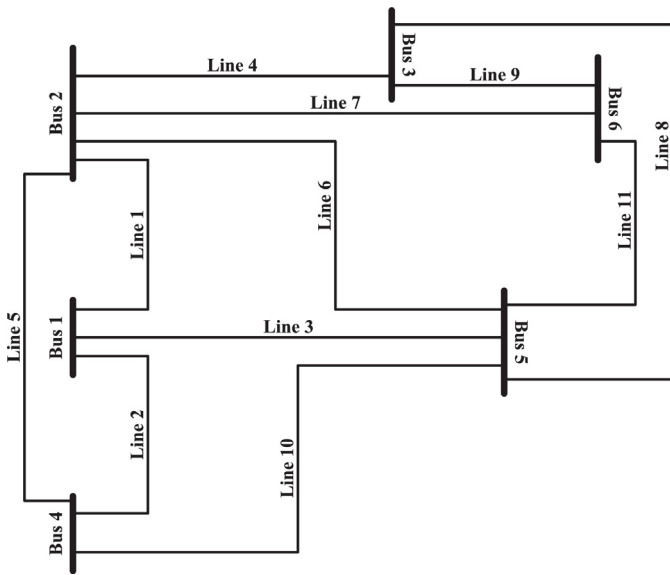 Bus 3
Line 4
Line 9
Bus 2
Line 7
Bus 6
Line 8
Line 1
Line 6
Line 11
Line 5
Bus 1
Line 3
Bus 5
Line 2
Line 10
Bus 4